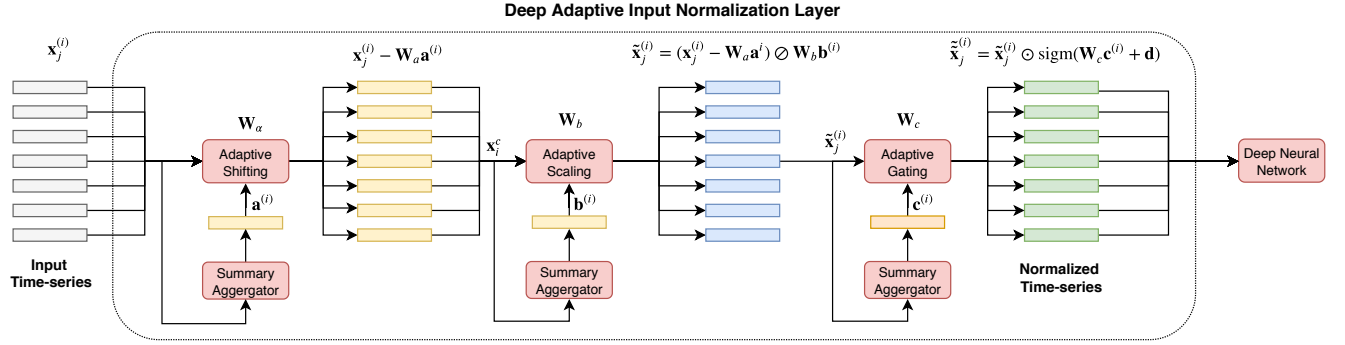 Deep Adaptive Input Normalization Layer
x_j^{(i)}
x_j^{(i)} − W_a a^{(i)}
x̃_j^{(i)} = (x_j^{(i)} − W_a a^i) ⊘ W_b b^{(i)}
x̃̃_j^{(i)} = x̃_j^{(i)} ⊙ sigm(W_c c^{(i)} + d)
W_α
W_b
W_c
Adaptive
Shifting
x_i^c
Adaptive
Scaling
x̃_j^{(i)}
Adaptive
Gating
Deep Neural
Network
a^{(i)}
b^{(i)}
c^{(i)}
Input
Time-series
Summary
Aggergator
Summary
Aggergator
Summary
Aggergator
Normalized
Time-series